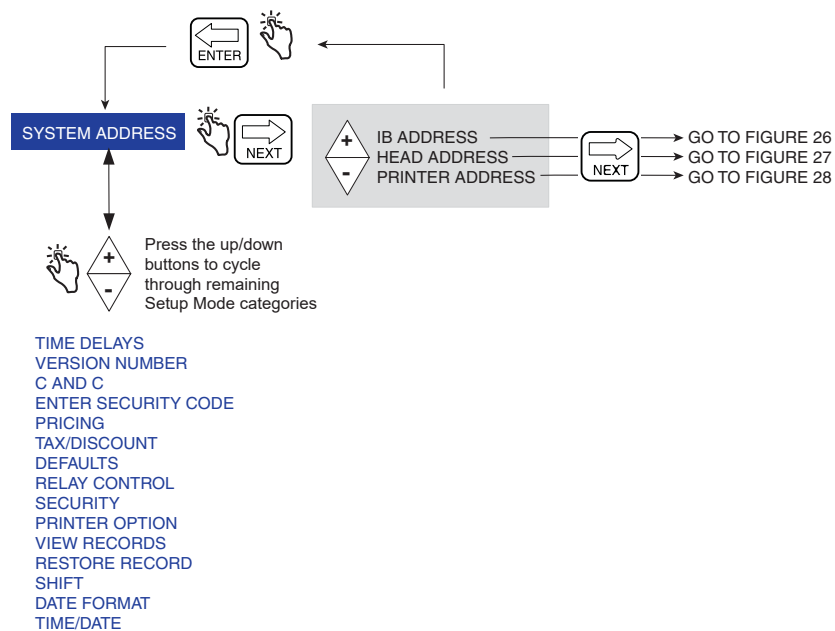 ENTER
SYSTEM ADDRESS
NEXT
+
-
IB ADDRESS
HEAD ADDRESS
PRINTER ADDRESS
NEXT
GO TO FIGURE 26
GO TO FIGURE 27
GO TO FIGURE 28
+
-
Press the up/down
buttons to cycle
through remaining
Setup Mode categories
TIME DELAYS
VERSION NUMBER
C AND C
ENTER SECURITY CODE
PRICING
TAX/DISCOUNT
DEFAULTS
RELAY CONTROL
SECURITY
PRINTER OPTION
VIEW RECORDS
RESTORE RECORD
SHIFT
DATE FORMAT
TIME/DATE